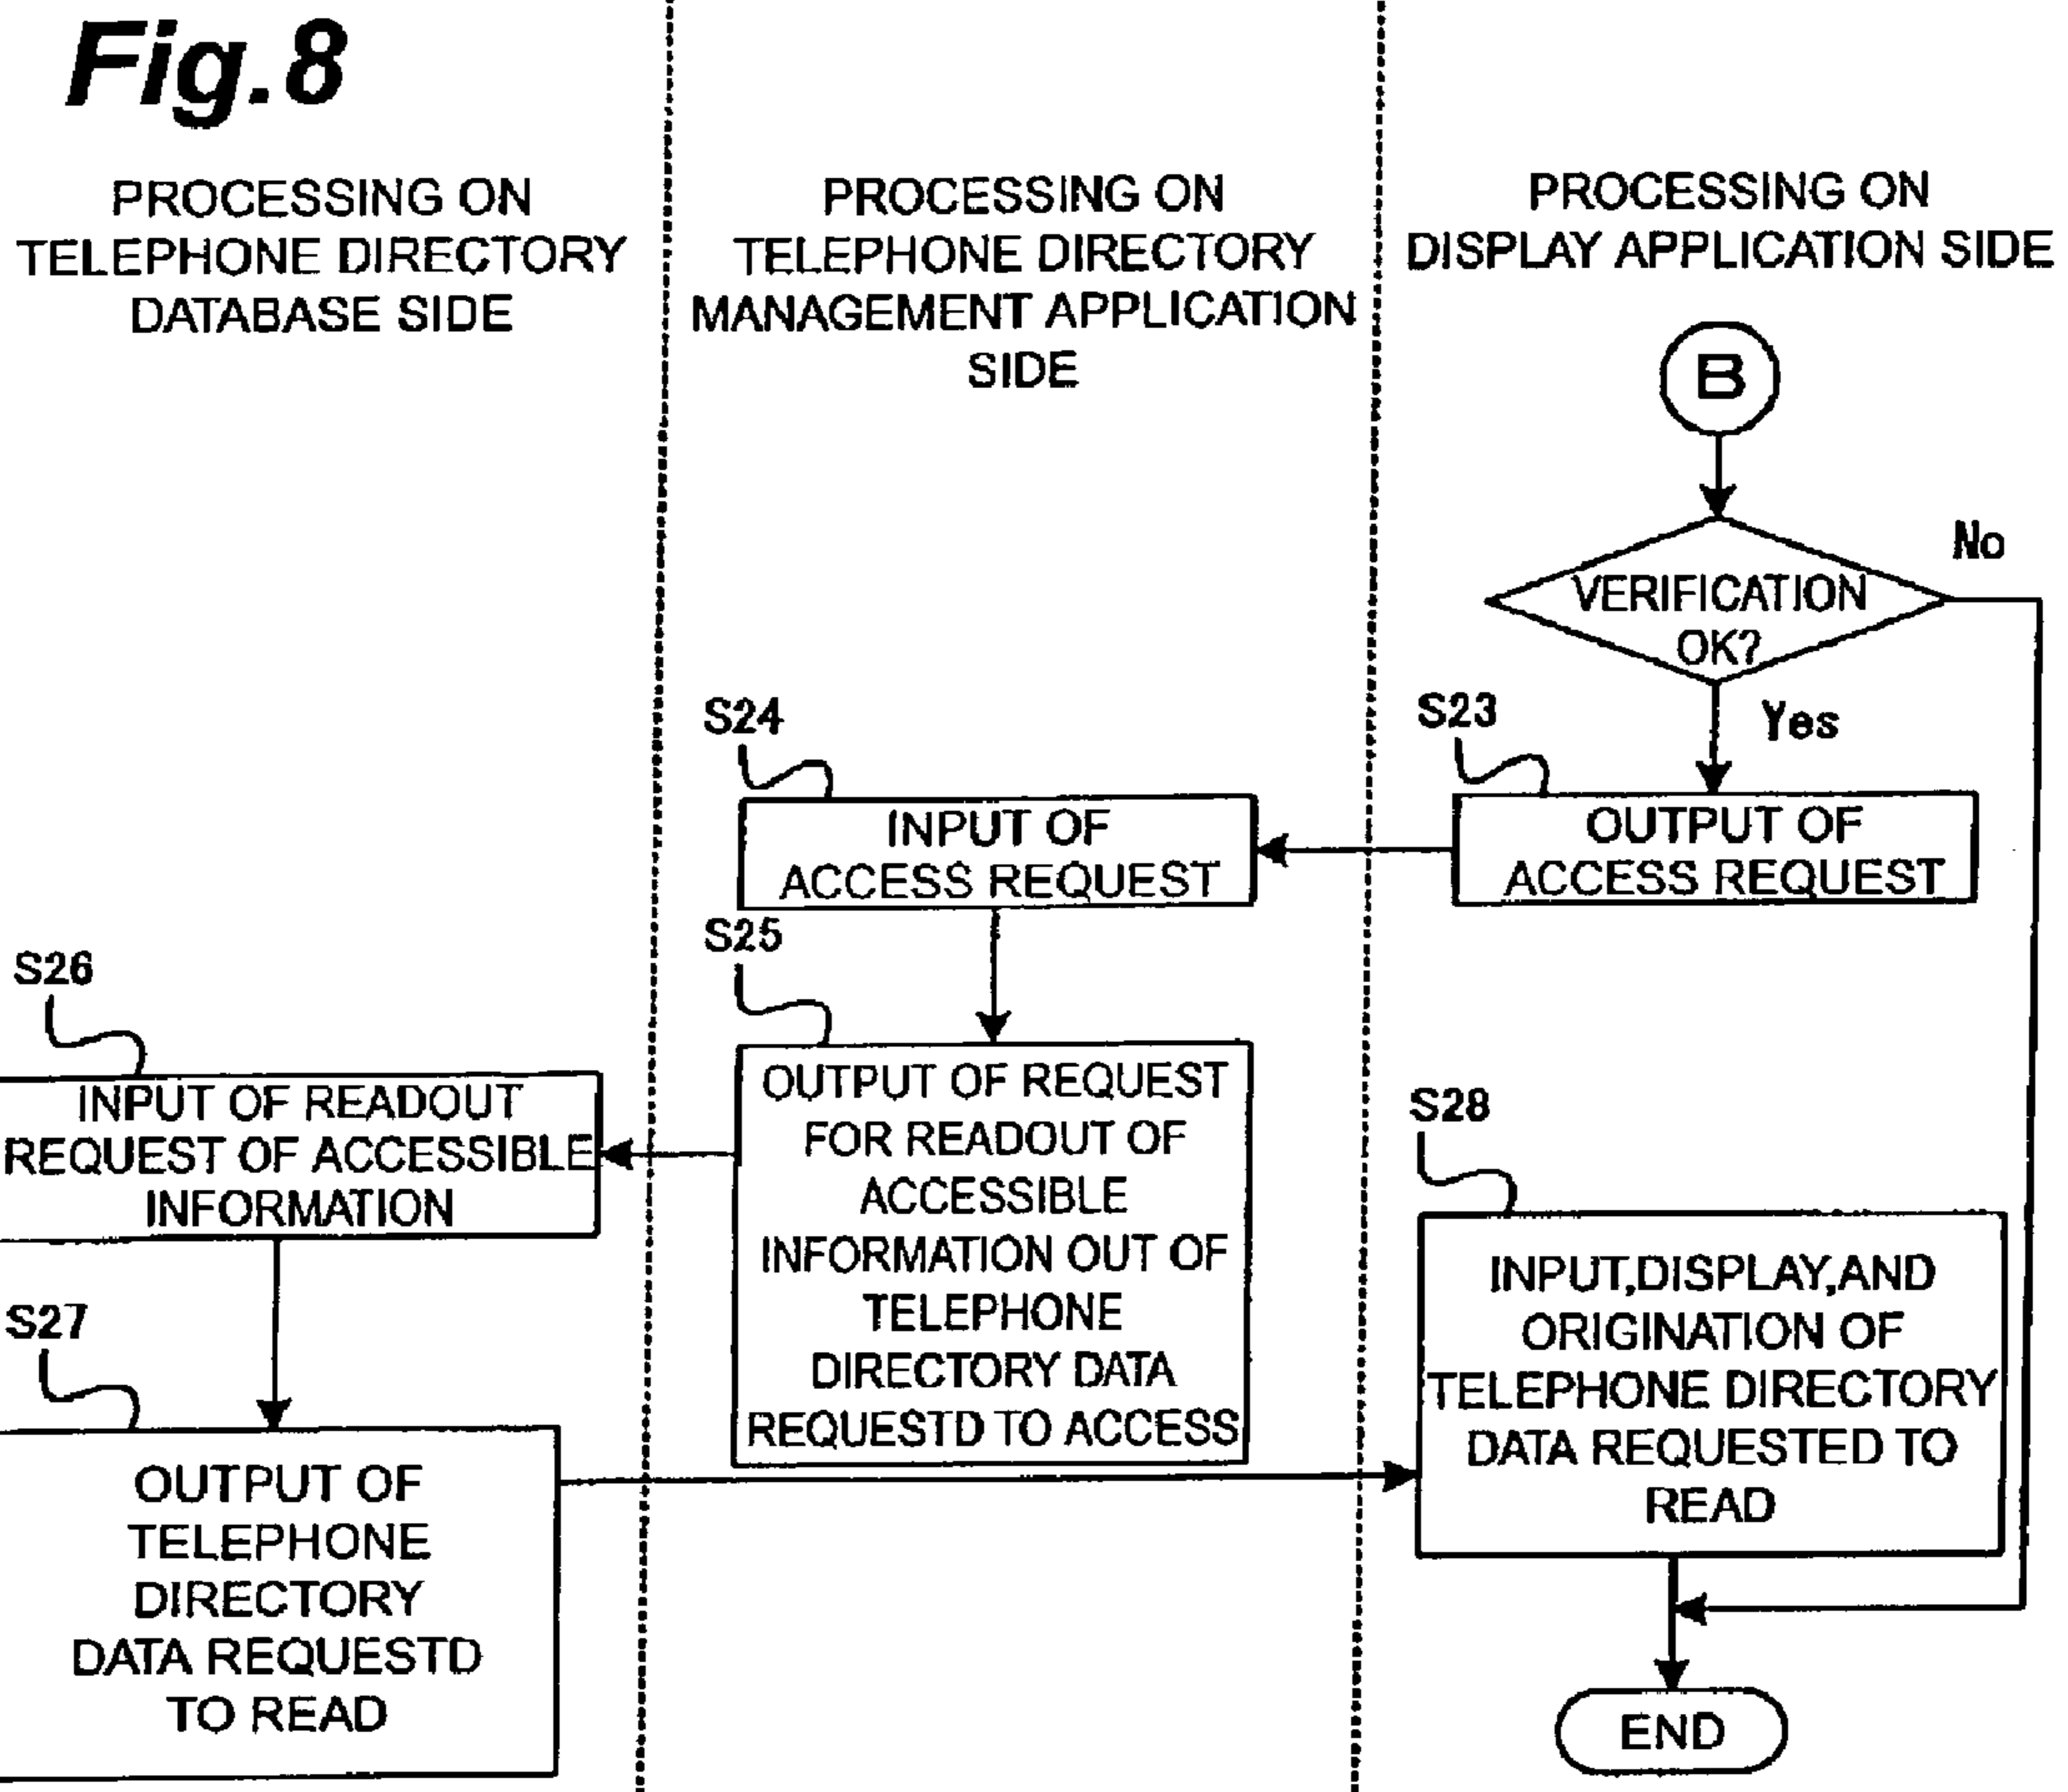 Fig.8
PROCESSING ON
TELEPHONE DIRECTORY
DATABASE SIDE
PROCESSING ON
TELEPHONE DIRECTORY
MANAGEMENT APPLICATION
SIDE
PROCESSING ON
DISPLAY APPLICATION SIDE
B
VERIFICATION
OK?
No
Yes
S23
OUTPUT OF
ACCESS REQUEST
S24
INPUT OF
ACCESS REQUEST
S25
OUTPUT OF REQUEST
FOR READOUT OF
ACCESSIBLE
INFORMATION OUT OF
TELEPHONE
DIRECTORY DATA
REQUESTD TO ACCESS
S26
INPUT OF READOUT
REQUEST OF ACCESSIBLE
INFORMATION
S27
OUTPUT OF
TELEPHONE
DIRECTORY
DATA REQUESTD
TO READ
S28
INPUT,DISPLAY,AND
ORIGINATION OF
TELEPHONE DIRECTORY
DATA REQUESTED TO
READ
END